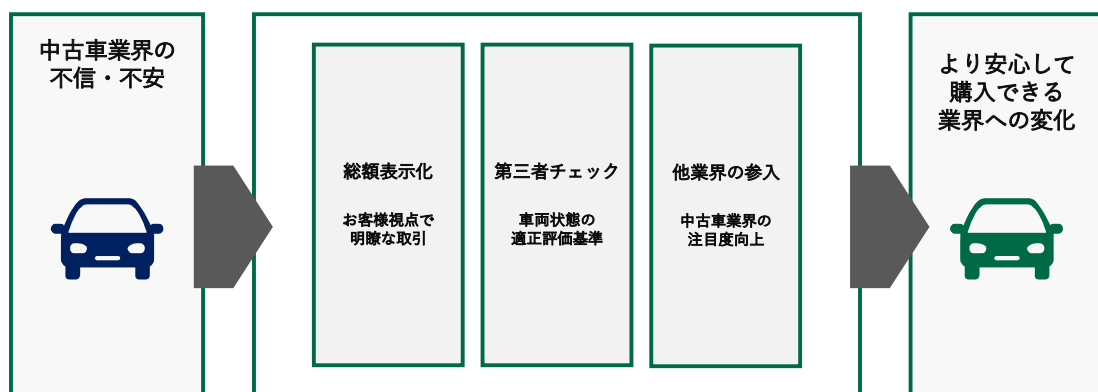 中古車業界の
不信・不安
総額表示化
お客様視点で
明瞭な取引
第三者チェック
車両状態の
適正評価基準
他業界の参入
中古車業界の
注目度向上
より安心して
購入できる
業界への変化